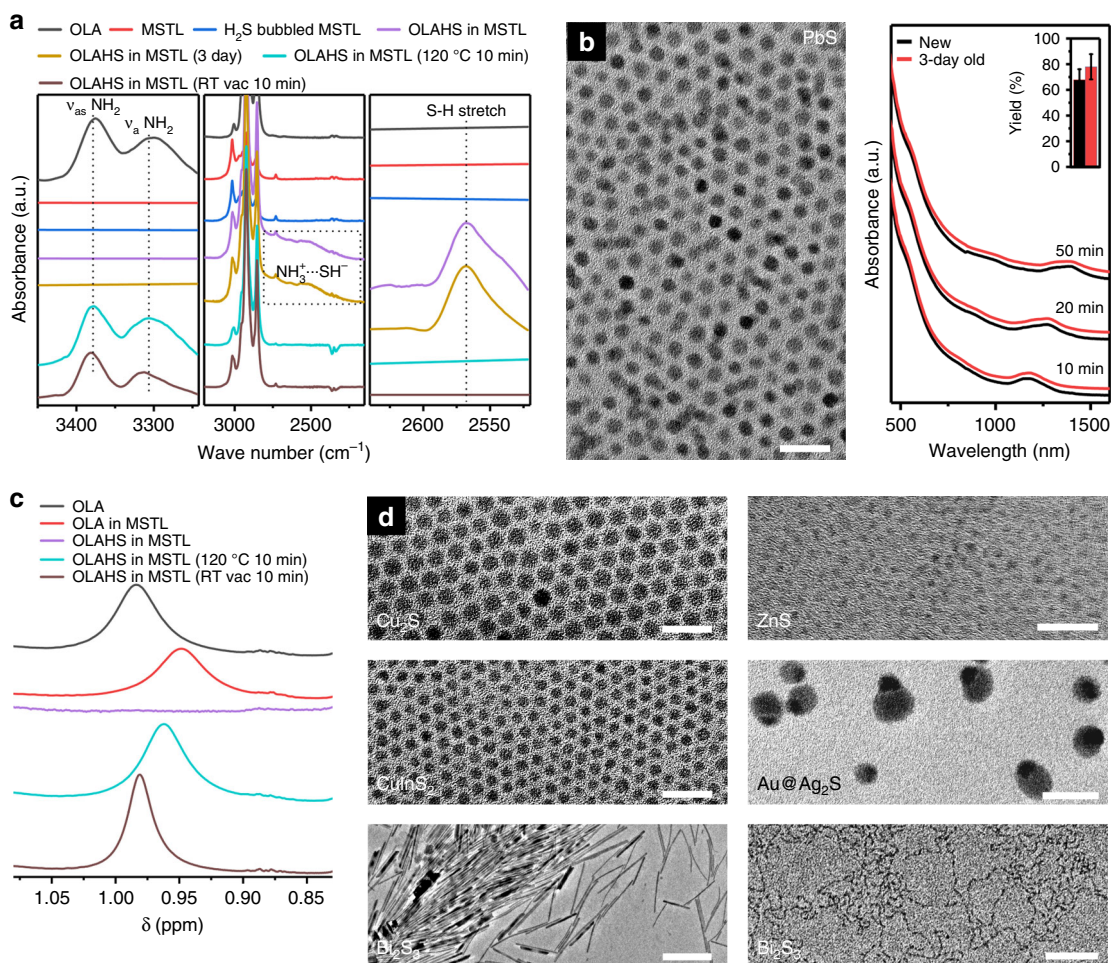 a
OLA MSTL H₂S bubbled MSTL OLAHS in MSTL
OLAHS in MSTL (3 day) OLAHS in MSTL (120 °C 10 min)
OLAHS in MSTL (RT vac 10 min)
νas NH₂
νa NH₂
S-H stretch
NH₃⁺···SH⁻
Absorbance (a.u.)
3400 3300 3000 2500 2600 2550
Wave number (cm⁻¹)
b
PbS
New
3-day old
Yield (%)
100
80
60
40
20
0
50 min
20 min
10 min
Absorbance (a.u.)
500 1000 1500
Wavelength (nm)
c
OLA
OLA in MSTL
OLAHS in MSTL
OLAHS in MSTL (120 °C 10 min)
OLAHS in MSTL (RT vac 10 min)
1.05 1.00 0.95 0.90 0.85
δ (ppm)
d
Cu₂S
ZnS
CuInS₂
Au@Ag₂S
Bi₂S₃
Bi₂S₃